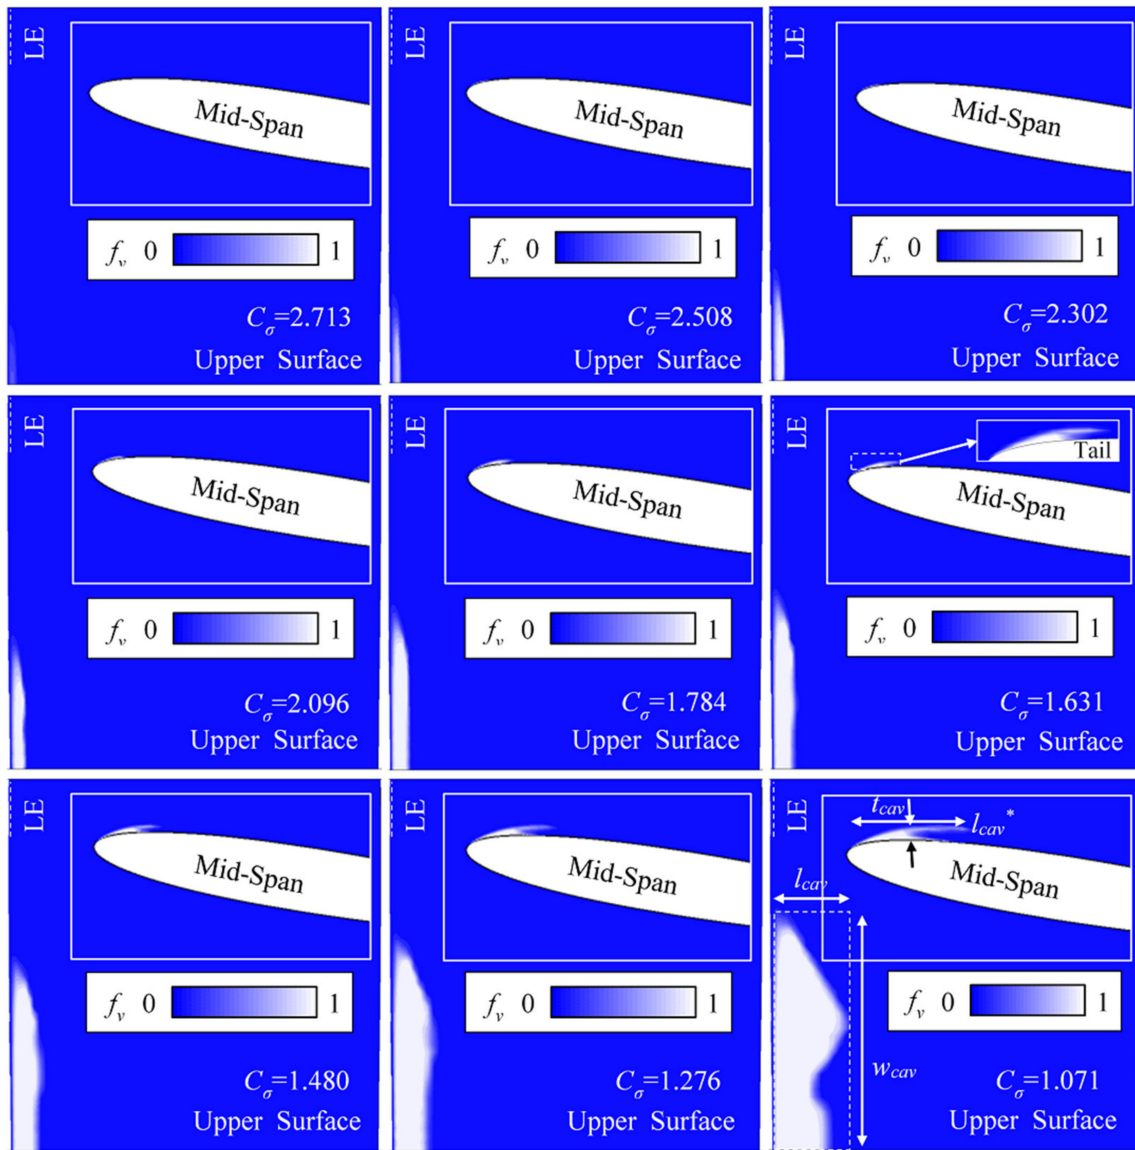 LE
Mid-Span
f_v 0 1
C_σ=2.713
Upper Surface
LE
Mid-Span
f_v 0 1
C_σ=2.508
Upper Surface
LE
Mid-Span
f_v 0 1
C_σ=2.302
Upper Surface
LE
Mid-Span
f_v 0 1
C_σ=2.096
Upper Surface
LE
Mid-Span
f_v 0 1
C_σ=1.784
Upper Surface
LE
Tail
Mid-Span
f_v 0 1
C_σ=1.631
Upper Surface
LE
Mid-Span
f_v 0 1
C_σ=1.480
Upper Surface
LE
Mid-Span
f_v 0 1
C_σ=1.276
Upper Surface
LE
t_cav
l_cav*
Mid-Span
l_cav
f_v 0 1
w_cav
C_σ=1.071
Upper Surface